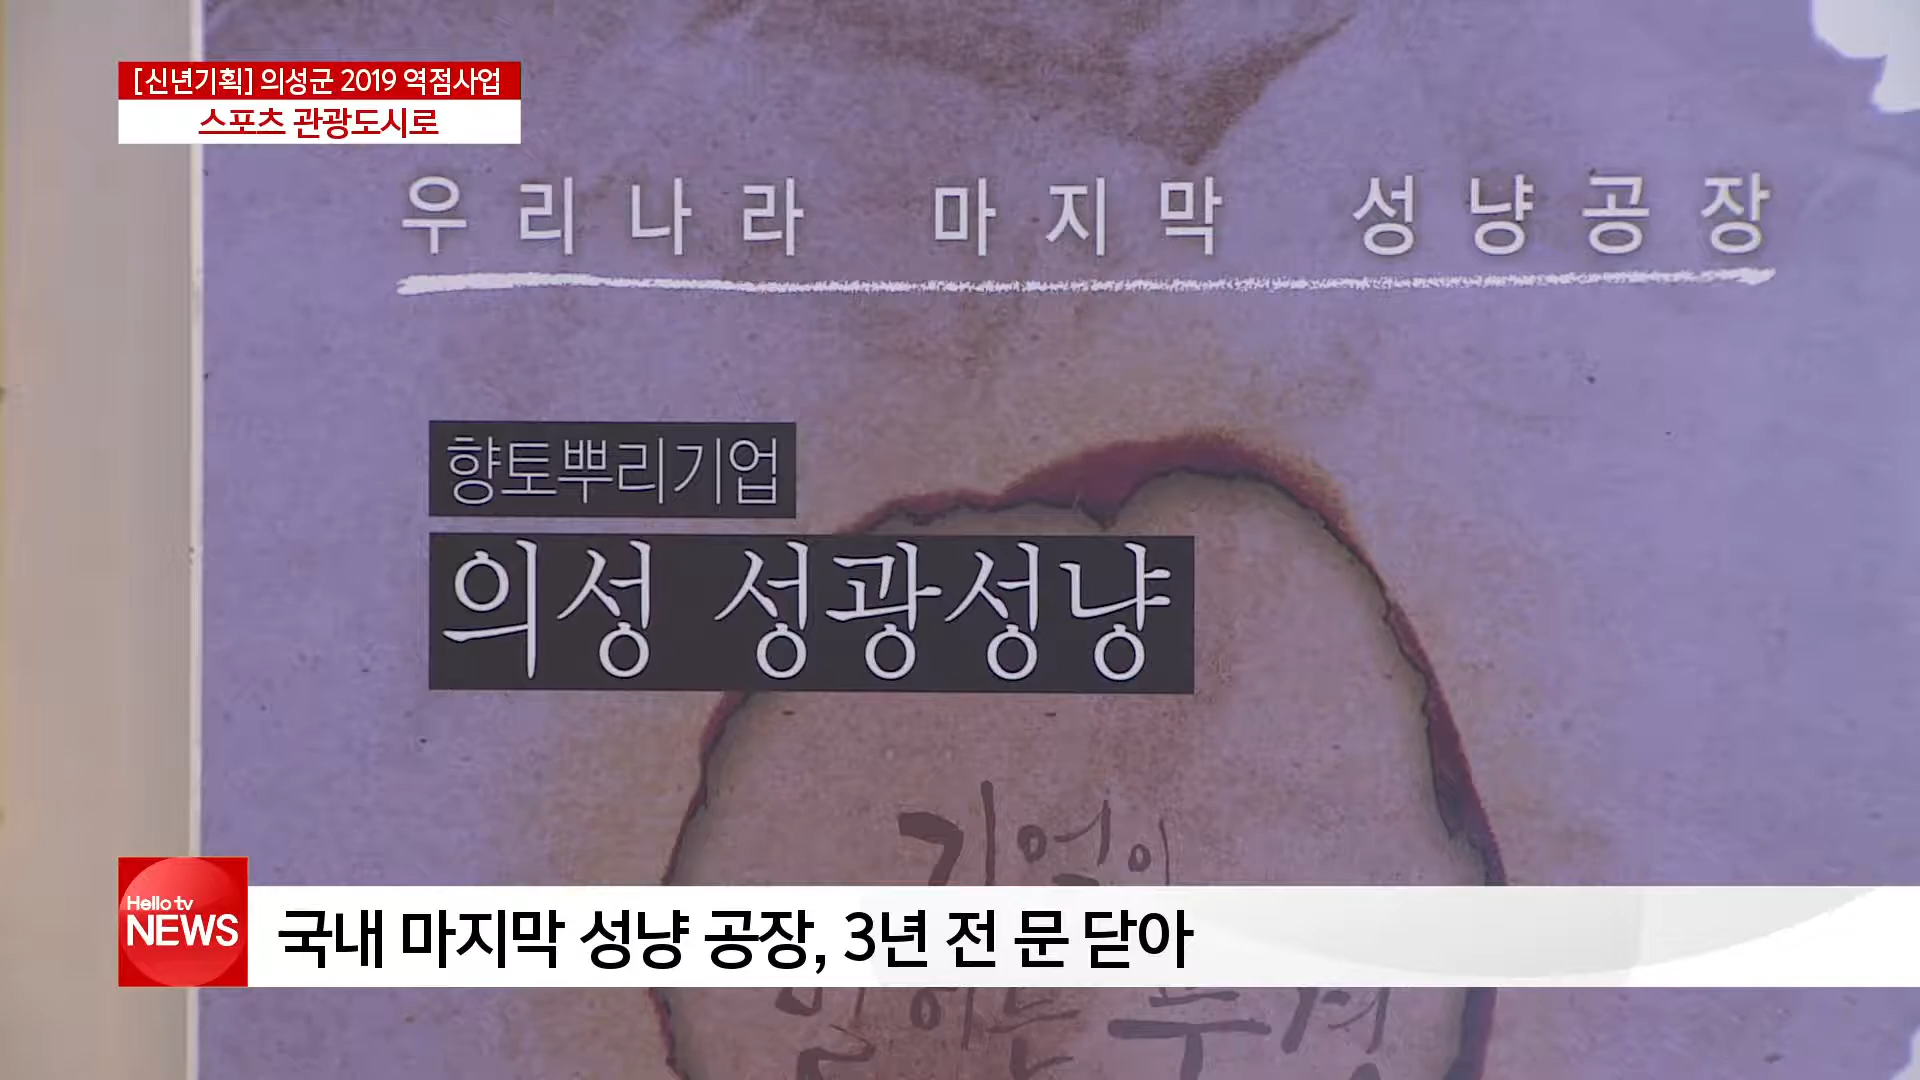 [신년기획] 의성군 2019 역점사업
스포츠 관광도시로
우리나라 마지막 성냥공장
향토뿌리기업
의성 성광성냥
기억이
Hello tv
NEWS
국내 마지막 성냥 공장, 3년 전 문 닫아